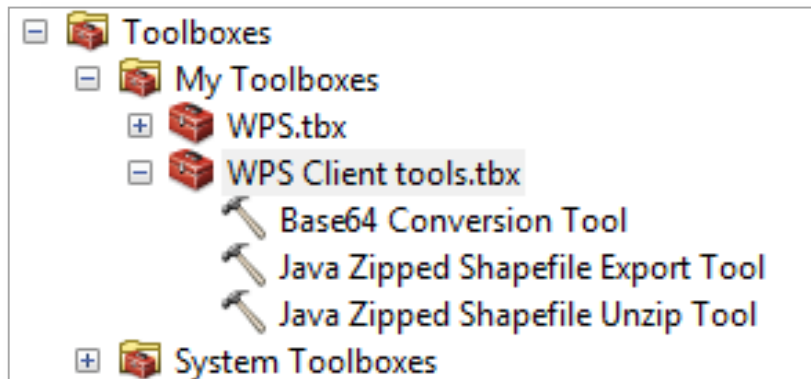 Toolboxes
My Toolboxes
WPS.tbx
WPS Client tools.tbx
Base64 Conversion Tool
Java Zipped Shapefile Export Tool
Java Zipped Shapefile Unzip Tool
System Toolboxes